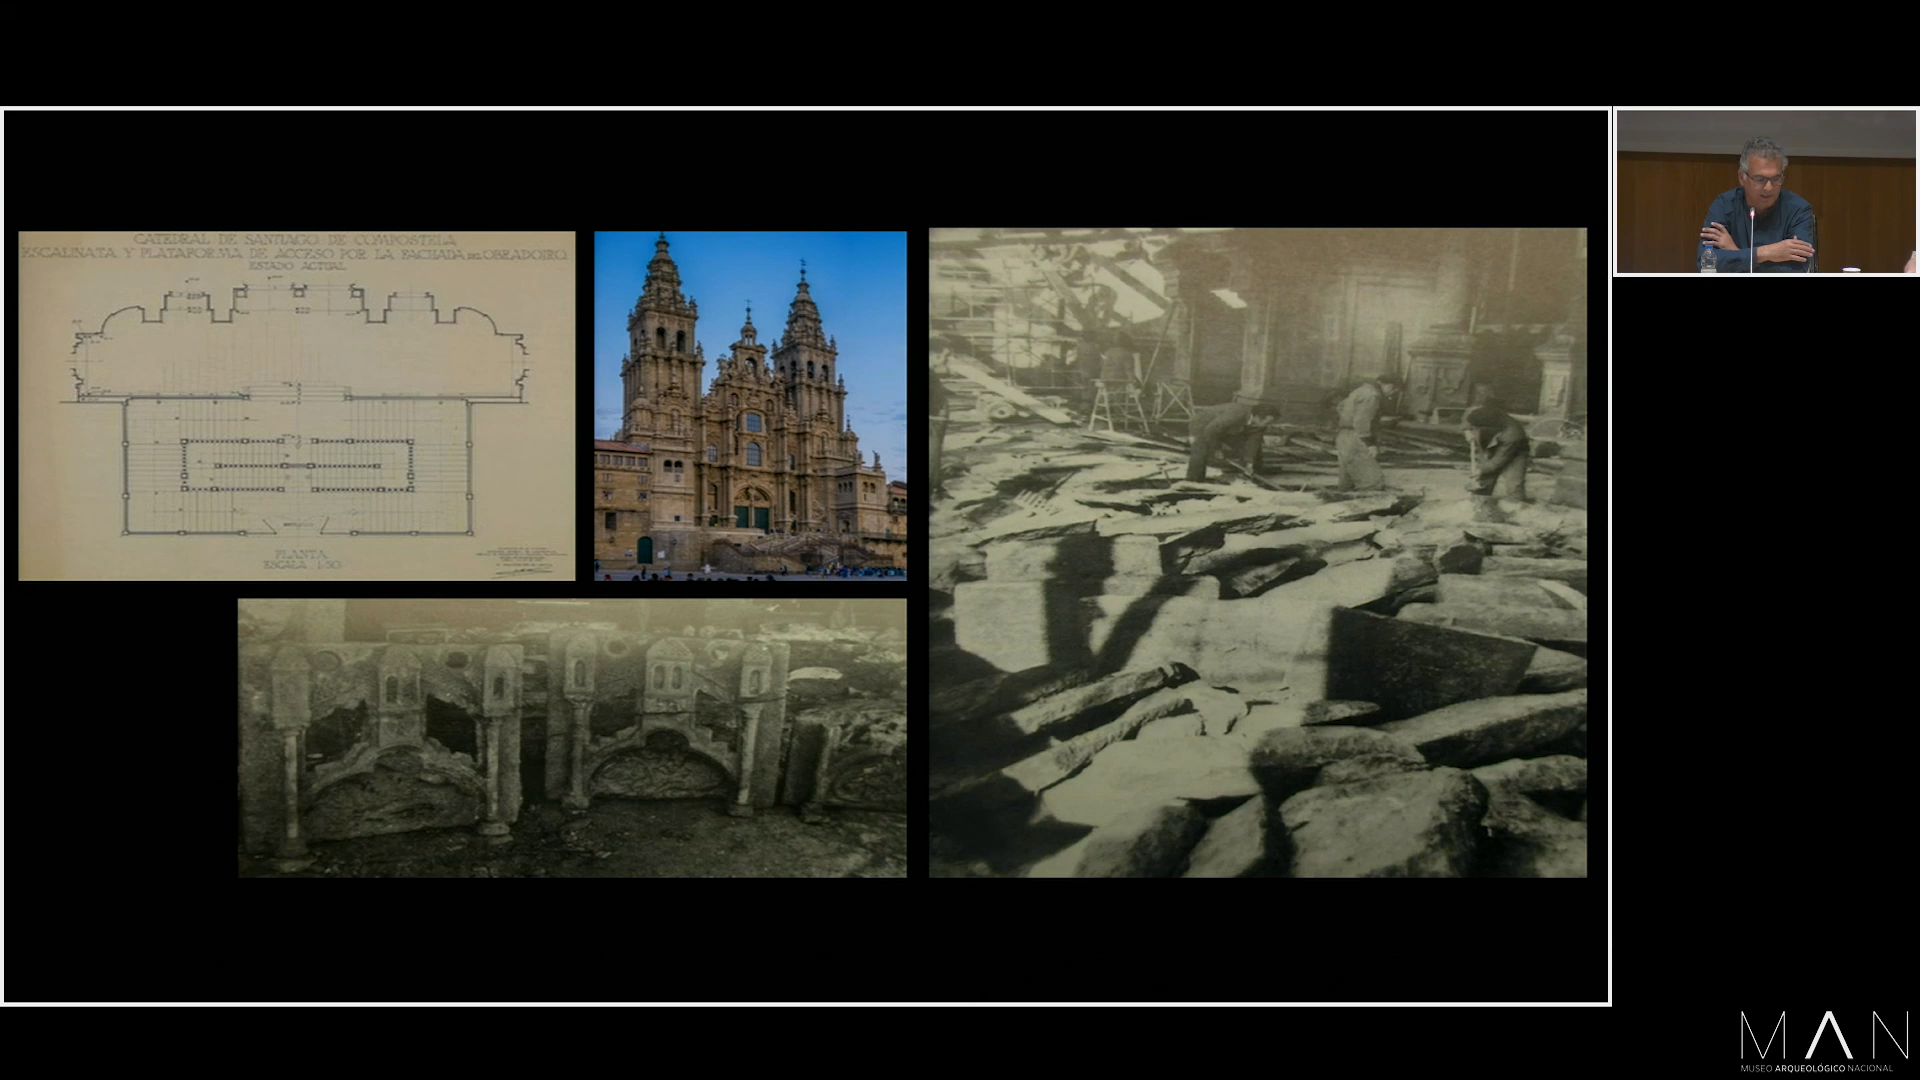 CATEDRAL DE SANTIAGO DE COMPOSTELA
ESCALINATA Y PLATAFORMA DE ACCESO POR LA FACHADA DEL OBRADOIRO
ESTADO ACTUAL
PLANTA
ESCALA 1:50
MAN
MUSEO ARQUEOLÓGICO NACIONAL